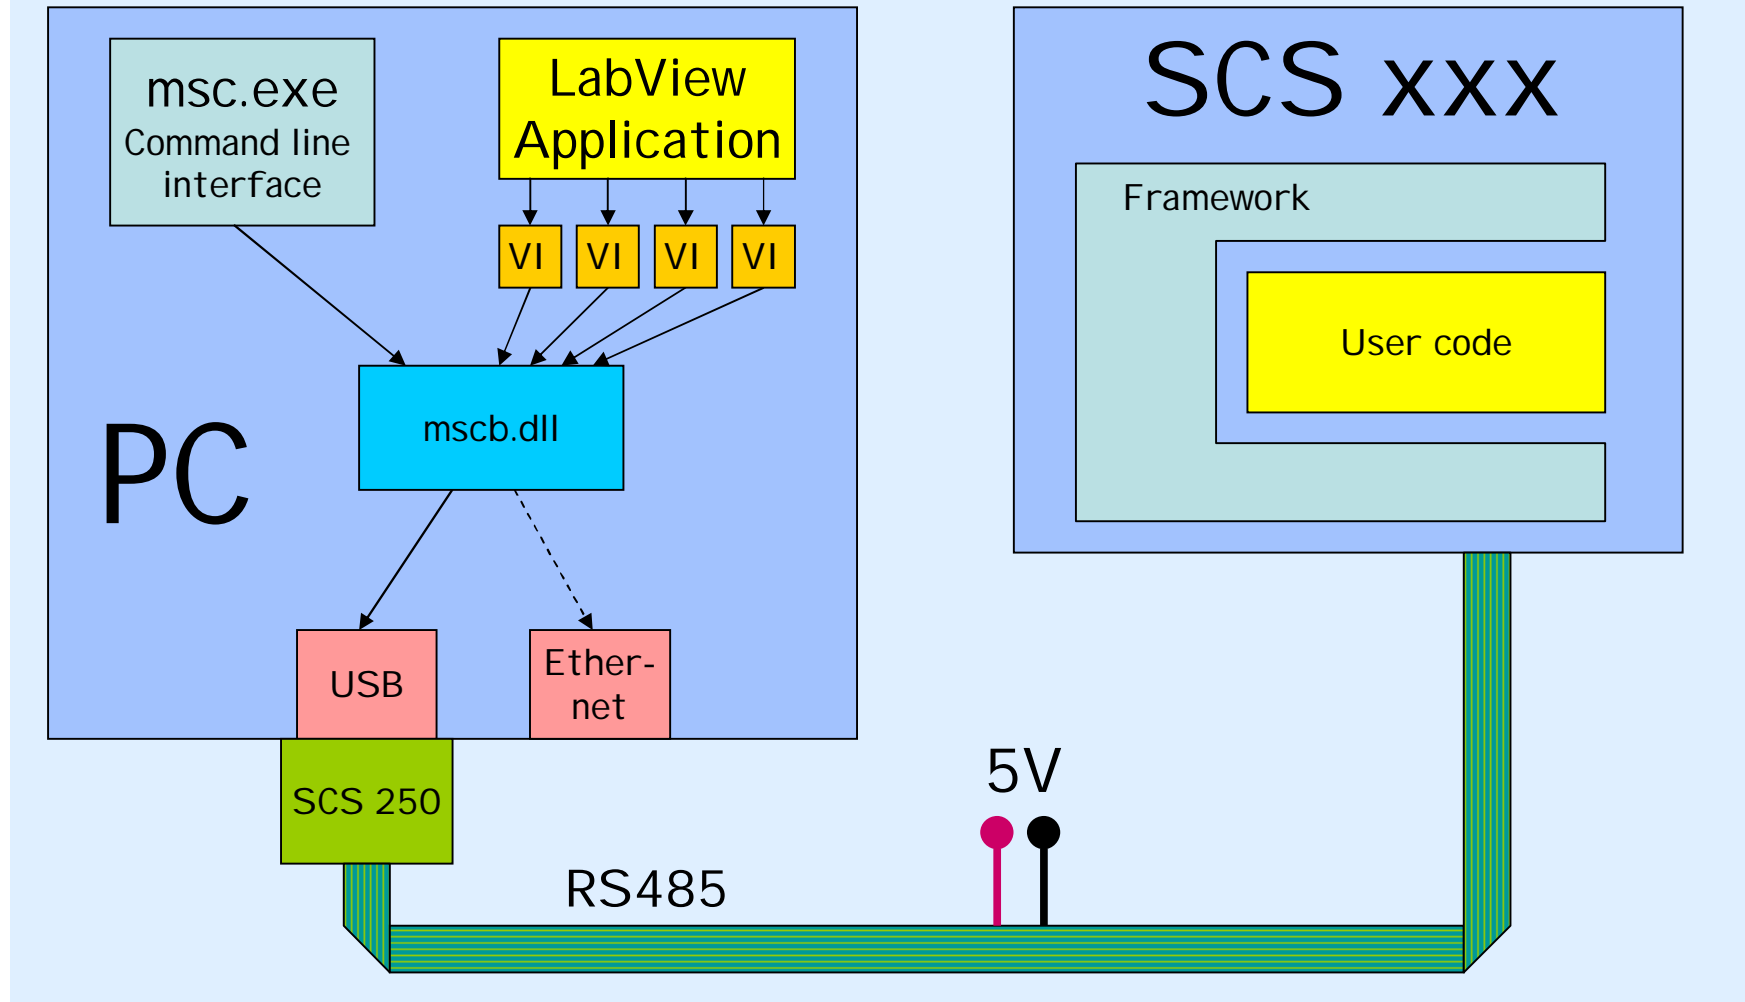 msc.exe
Command line
interface
LabView
Application
VI
VI
VI
VI
mscb.dll
PC
USB
Ether-
net
SCS 250
RS485
5V
SCS xxx
Framework
User code